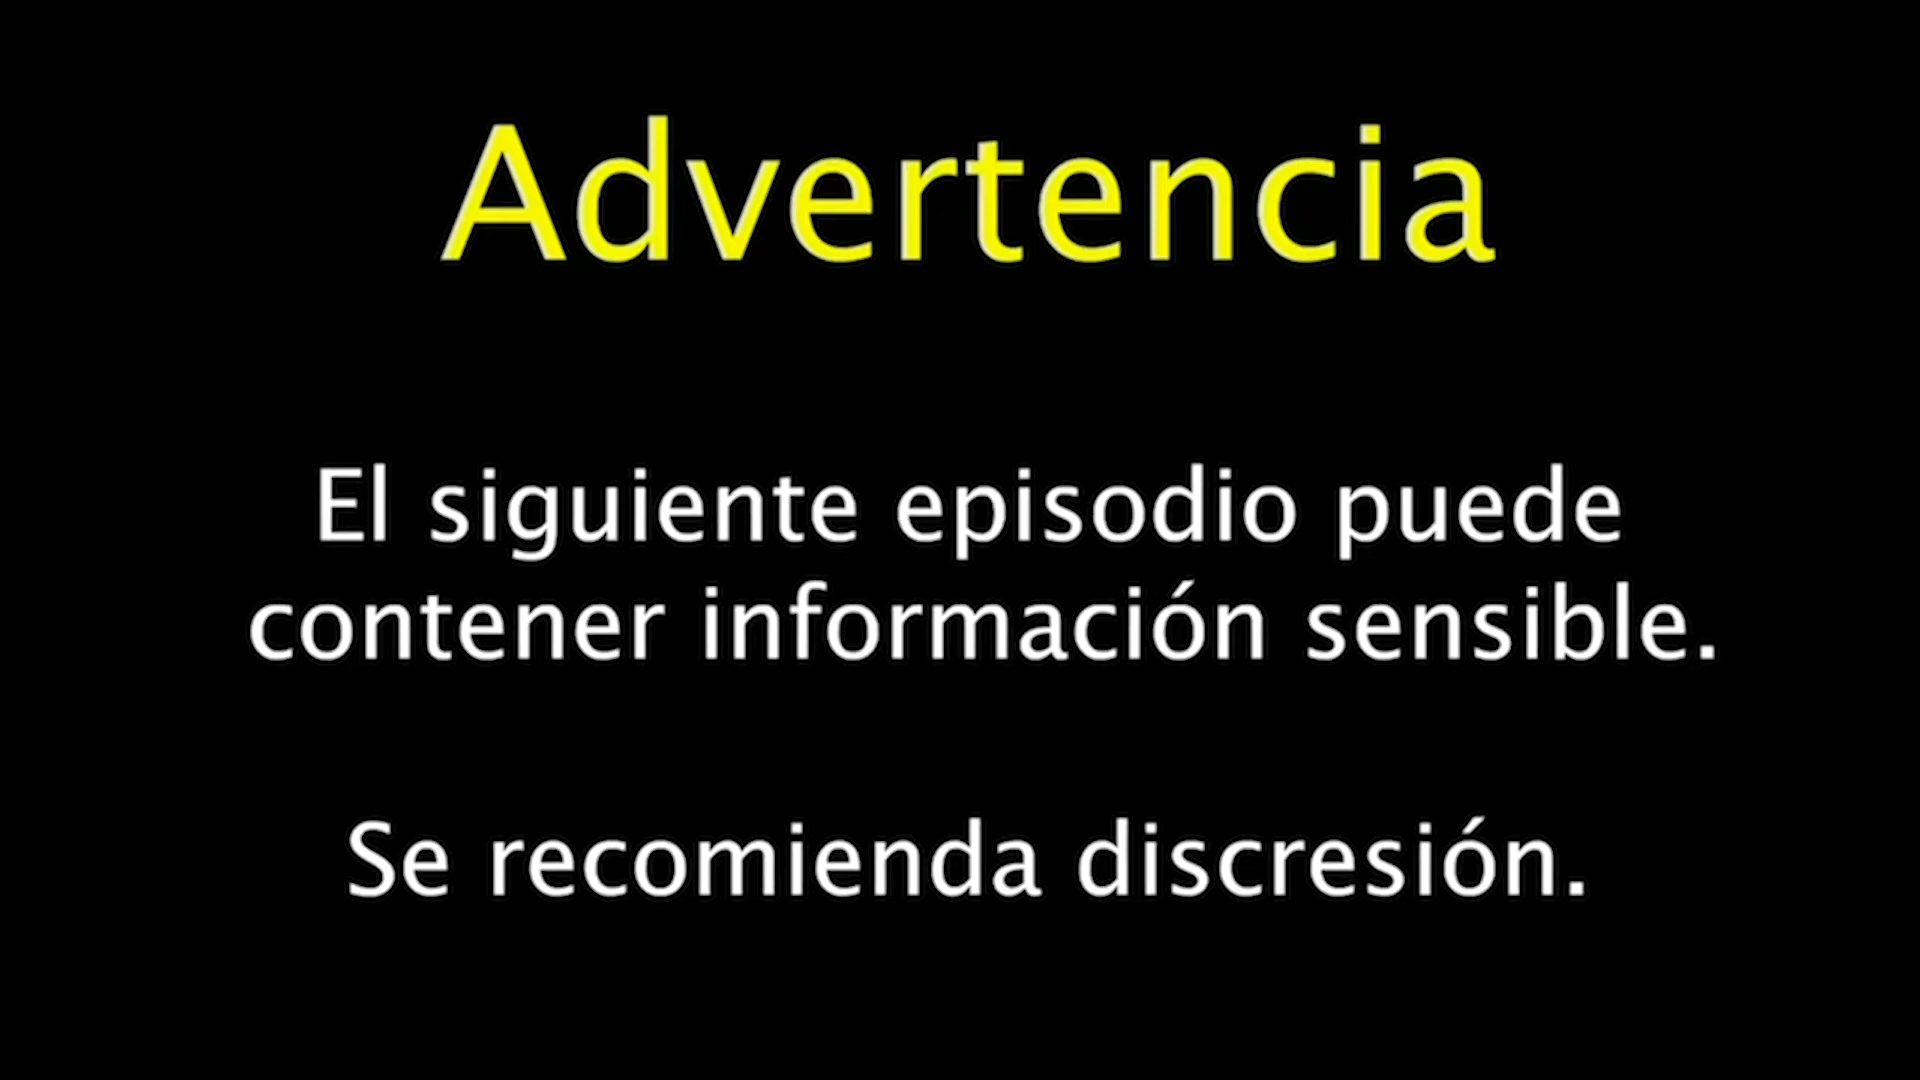 Advertencia
El siguiente episodio puede
contener información sensible.
Se recomienda discresión.